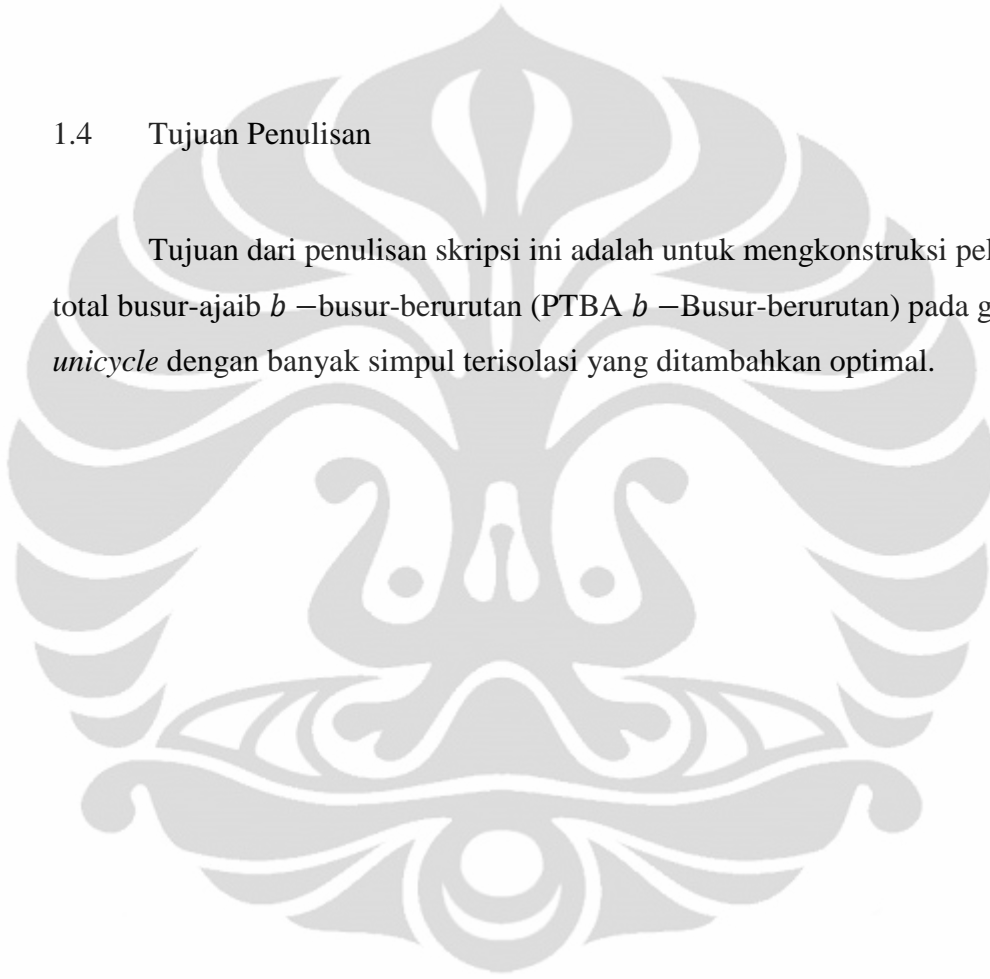 1.4 Tujuan Penulisan
Tujuan dari penulisan skripsi ini adalah untuk mengkonstruksi
total busur-ajaib b −busur-berurutan (PTBA b −Busur-berurutan) pada
unicycle dengan banyak simpul terisolasi yang ditambahkan optimal.